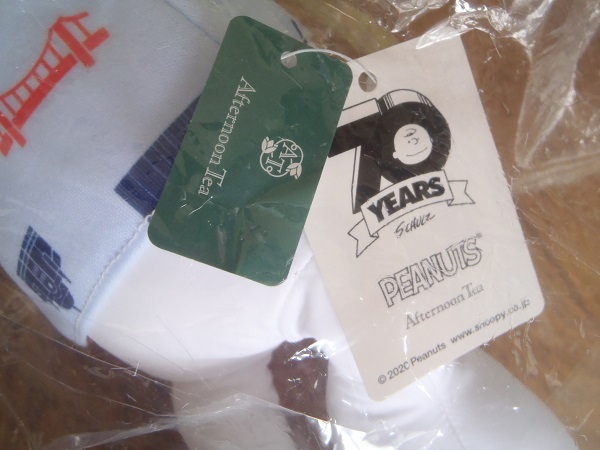 Afternoon Tea
A.T.
70
YEARS
SCHULZ
PEANUTS®
Afternoon Tea
© 2020 Peanuts www.snoopy.co.jp